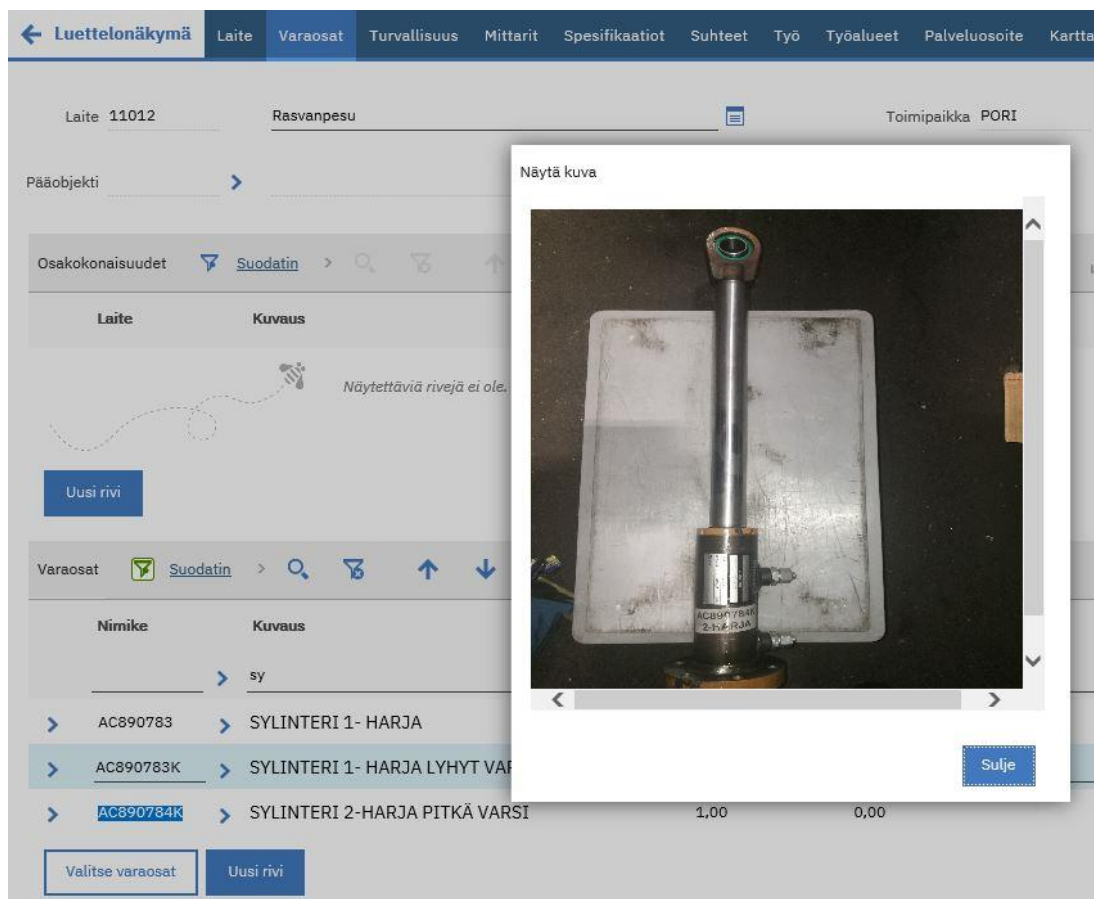 Luettelonäkymä Laite Varaosat Turvallisuus Mittarit Spesifikaatiot Suhteet Työ Työalueet Palveluosoite Kartta
Laite 11012 Rasvanpesu Toimipaikka PORI
Pääobjekti
Näytä kuva
Osakokonaisuudet Suodatin
Laite Kuvaus
Näytettäviä rivejä ei ole.
Uusi rivi
AC890784K
2-HARJA
Varaosat Suodatin
Nimike Kuvaus
sy
AC890783 SYLINTERI 1- HARJA
AC890783K SYLINTERI 1- HARJA LYHYT
Sulje
AC890784K SYLINTERI 2-HARJA PITKÄ VARSI 1,00 0,00
Valitse varaosat Uusi rivi